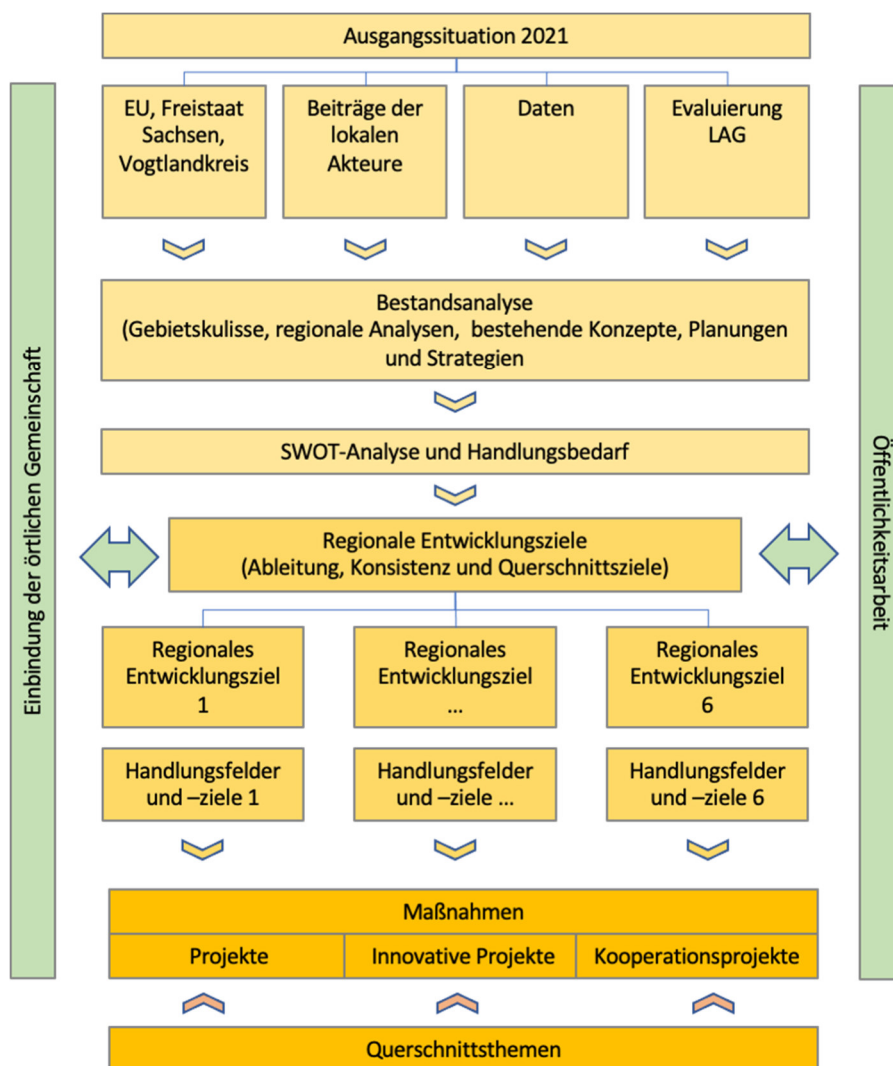 Ausgangssituation 2021
EU, Freistaat
Sachsen,
Vogtlandkreis
Beiträge der
lokalen
Akteure
Daten
Evaluierung
LAG
Bestandsanalyse
(Gebietskulisse, regionale Analysen, bestehende Konzepte, Planungen
und Strategien
SWOT-Analyse und Handlungsbedarf
Regionale Entwicklungsziele
(Ableitung, Konsistenz und Querschnittsziele)
Regionales
Entwicklungsziel
1
Regionales
Entwicklungsziel
...
Regionales
Entwicklungsziel
6
Handlungsfelder
und –ziele 1
Handlungsfelder
und –ziele ...
Handlungsfelder
und –ziele 6
Maßnahmen
Projekte
Innovative Projekte
Kooperationsprojekte
Querschnittsthemen
Einbindung der örtlichen Gemeinschaft
Öffentlichkeitsarbeit